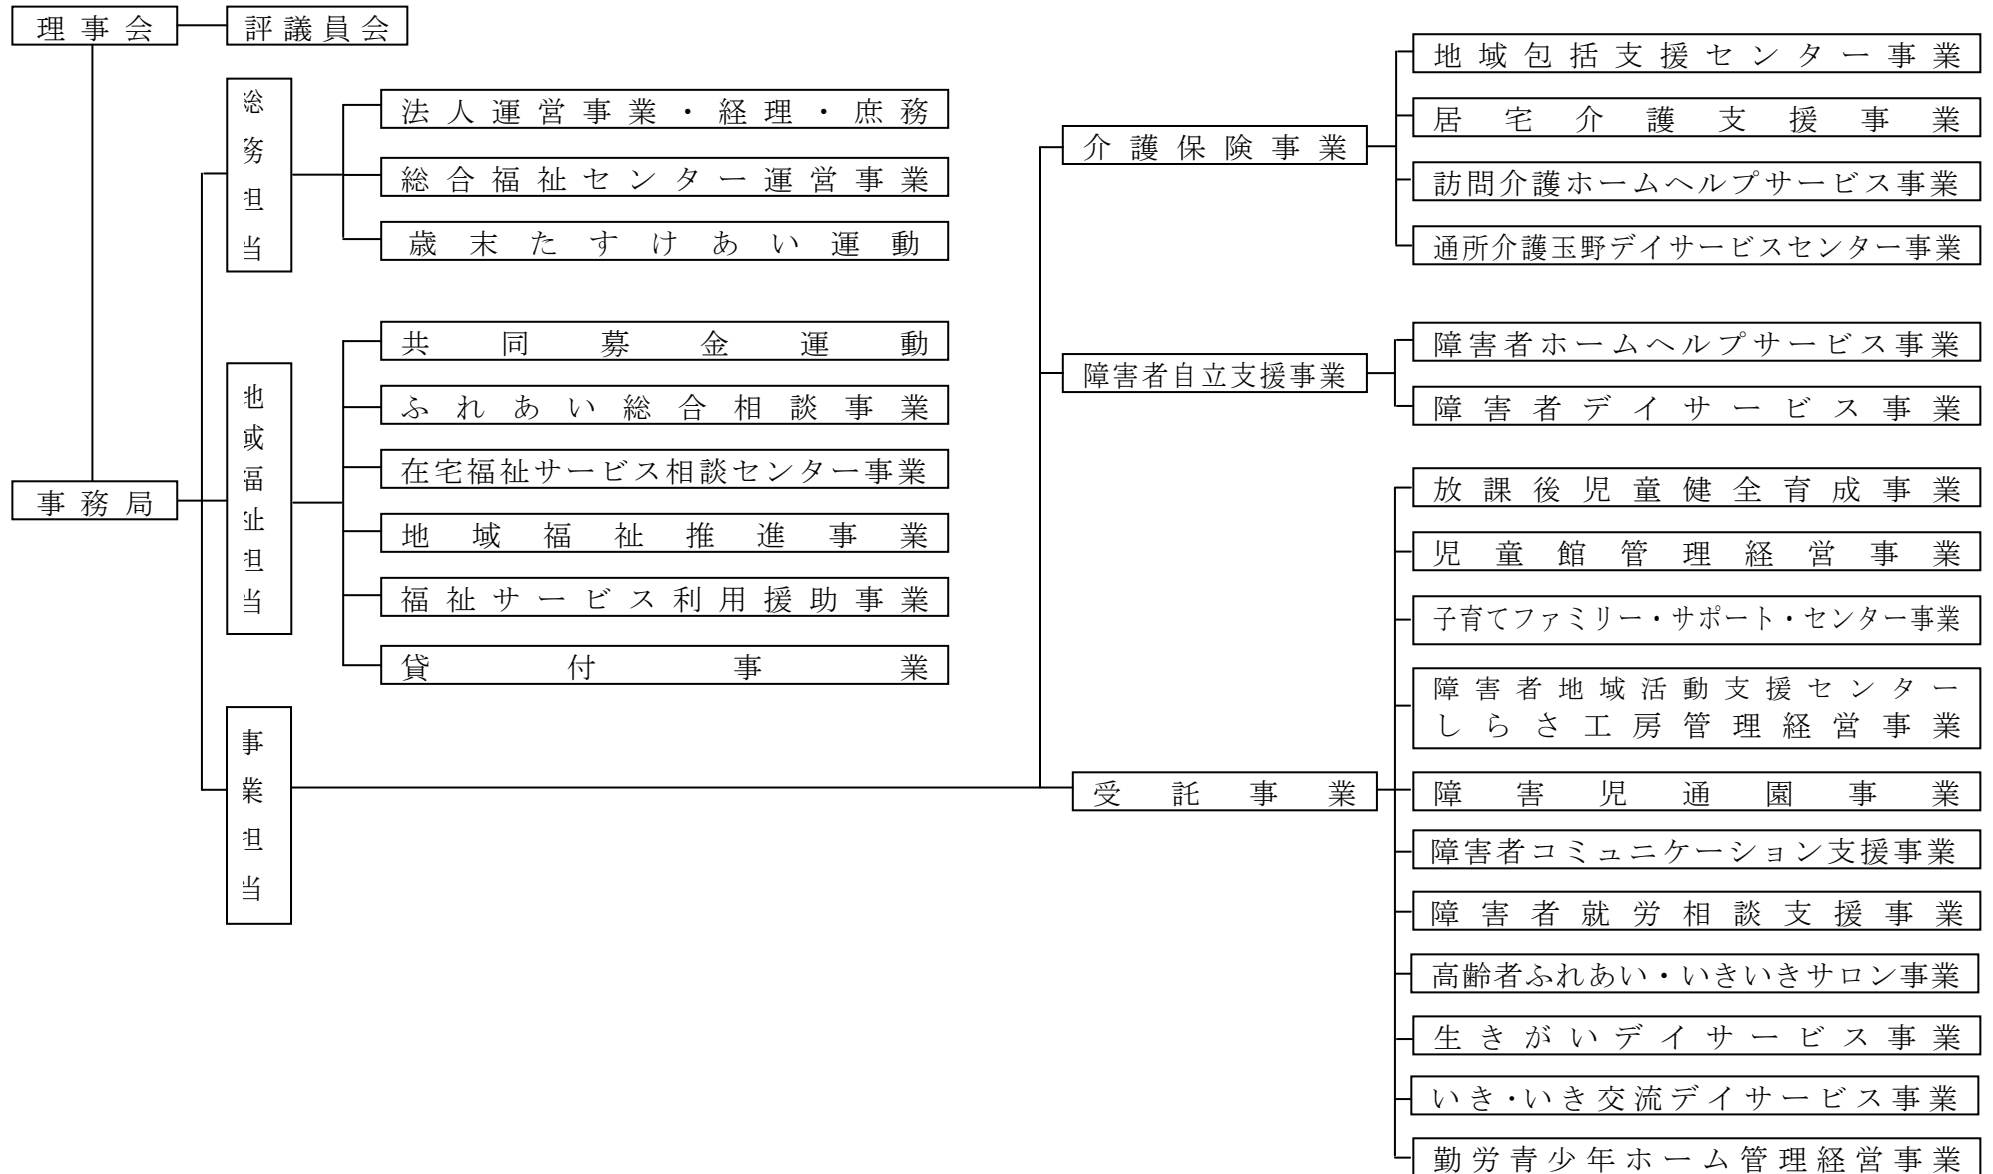 理事会
評議員会
事務局
総務担当
法人運営事業・経理・庶務
総合福祉センター運営事業
歳末たすけあい運動
地域福祉担当
共同募金運動
ふれあい総合相談事業
在宅福祉サービス相談センター事業
地域福祉推進事業
福祉サービス利用援助事業
貸付事業
事業担当
介護保険事業
地域包括支援センター事業
居宅介護支援事業
訪問介護ホームヘルプサービス事業
通所介護玉野デイサービスセンター事業
障害者自立支援事業
障害者ホームヘルプサービス事業
障害者デイサービス事業
受託事業
放課後児童健全育成事業
児童館管理経営事業
子育てファミリー・サポート・センター事業
障害者地域活動支援センター
しらさ工房管理経営事業
障害児通園事業
障害者コミュニケーション支援事業
障害者就労相談支援事業
高齢者ふれあい・いきいきサロン事業
生きがいデイサービス事業
いき・いき交流デイサービス事業
勤労青少年ホーム管理経営事業